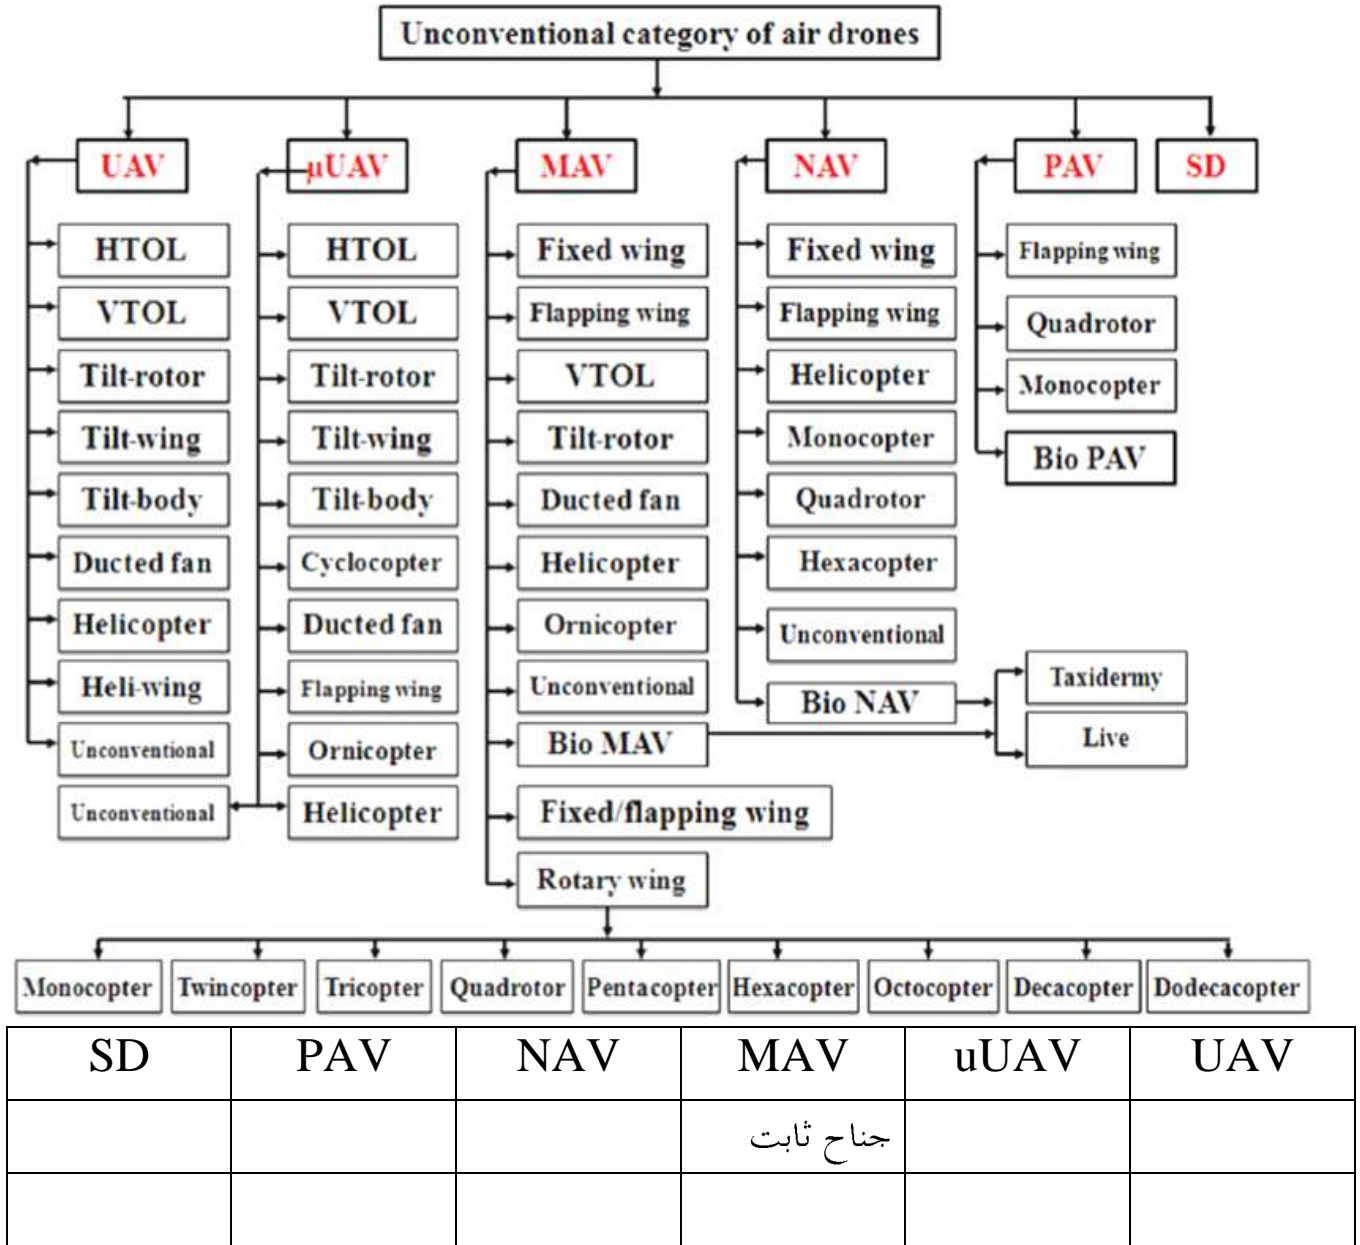 Unconventional category of air drones
UAV
μUAV
MAV
NAV
PAV
SD
HTOL
VTOL
Tilt-rotor
Tilt-wing
Tilt-body
Ducted fan
Helicopter
Heli-wing
Unconventional
HTOL
VTOL
Tilt-rotor
Tilt-wing
Tilt-body
Cyclocopter
Ducted fan
Flapping wing
Ornicopter
Helicopter
Unconventional
Fixed wing
Flapping wing
VTOL
Tilt-rotor
Ducted fan
Helicopter
Ornicopter
Unconventional
Bio MAV
Fixed/flapping wing
Rotary wing
Fixed wing
Flapping wing
Helicopter
Monocopter
Quadrotor
Hexacopter
Unconventional
Bio NAV
Flapping wing
Quadrotor
Monocopter
Bio PAV
Taxidermy
Live
Monocopter
Twincopter
Tricopter
Quadrotor
Pentacopter
Hexacopter
Octocopter
Decacopter
Dodecacopter
SD
PAV
NAV
MAV
uUAV
UAV
جناح ثابت